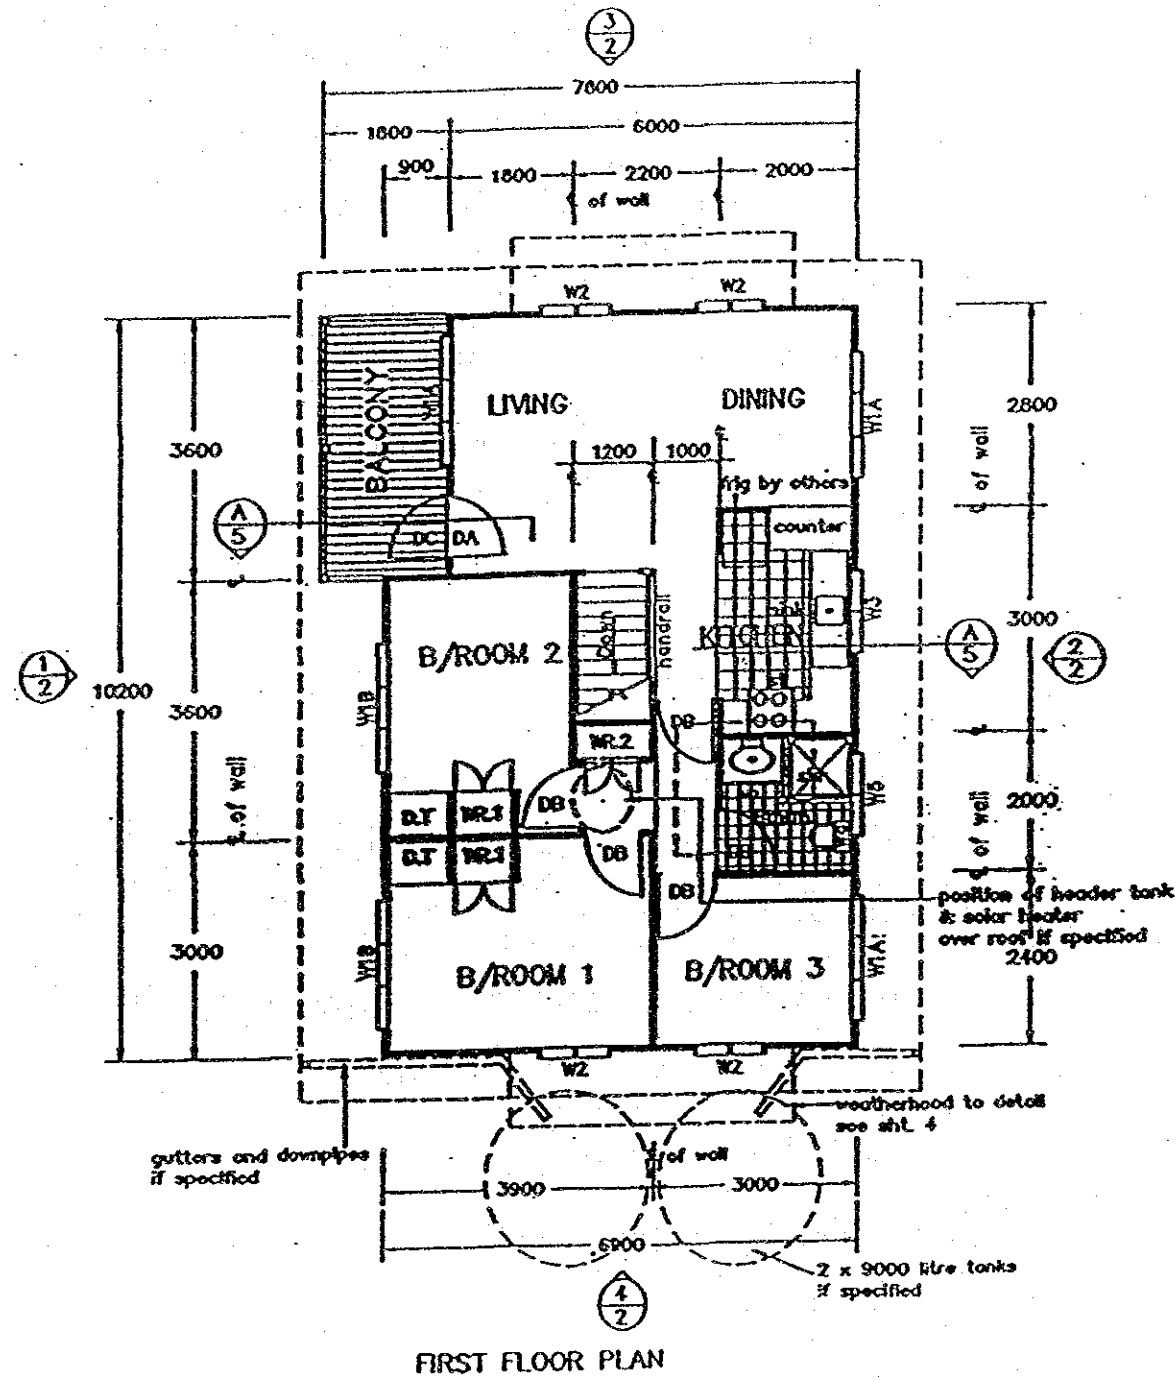 3
2
7800
1800
6000
900
1800
2200
2000
of wall
W2
W2
BALCONY
LIVING
DINING
W1A
3600
2800
of wall
1200
1000
frig by others
counter
A
5
DC
DA
W3
Down
handrail
KITCHEN
3000
A
5
2
2
1
2
10200
B/ROOM 2
W1B
3600
DB
WR.2
of wall
D.T
WR.1
DB
W5
2000
of wall
D.T
WR.1
DB
DB
position of header tank
& solar heater
over roof if specified
3000
W1B
B/ROOM 1
B/ROOM 3
W1A
2400
W2
W2
weatherhood to detail
see sht. 4
gutters and downpipes
if specified
of wall
3900
3000
6900
2 x 9000 litre tanks
if specified
4
2
FIRST FLOOR PLAN